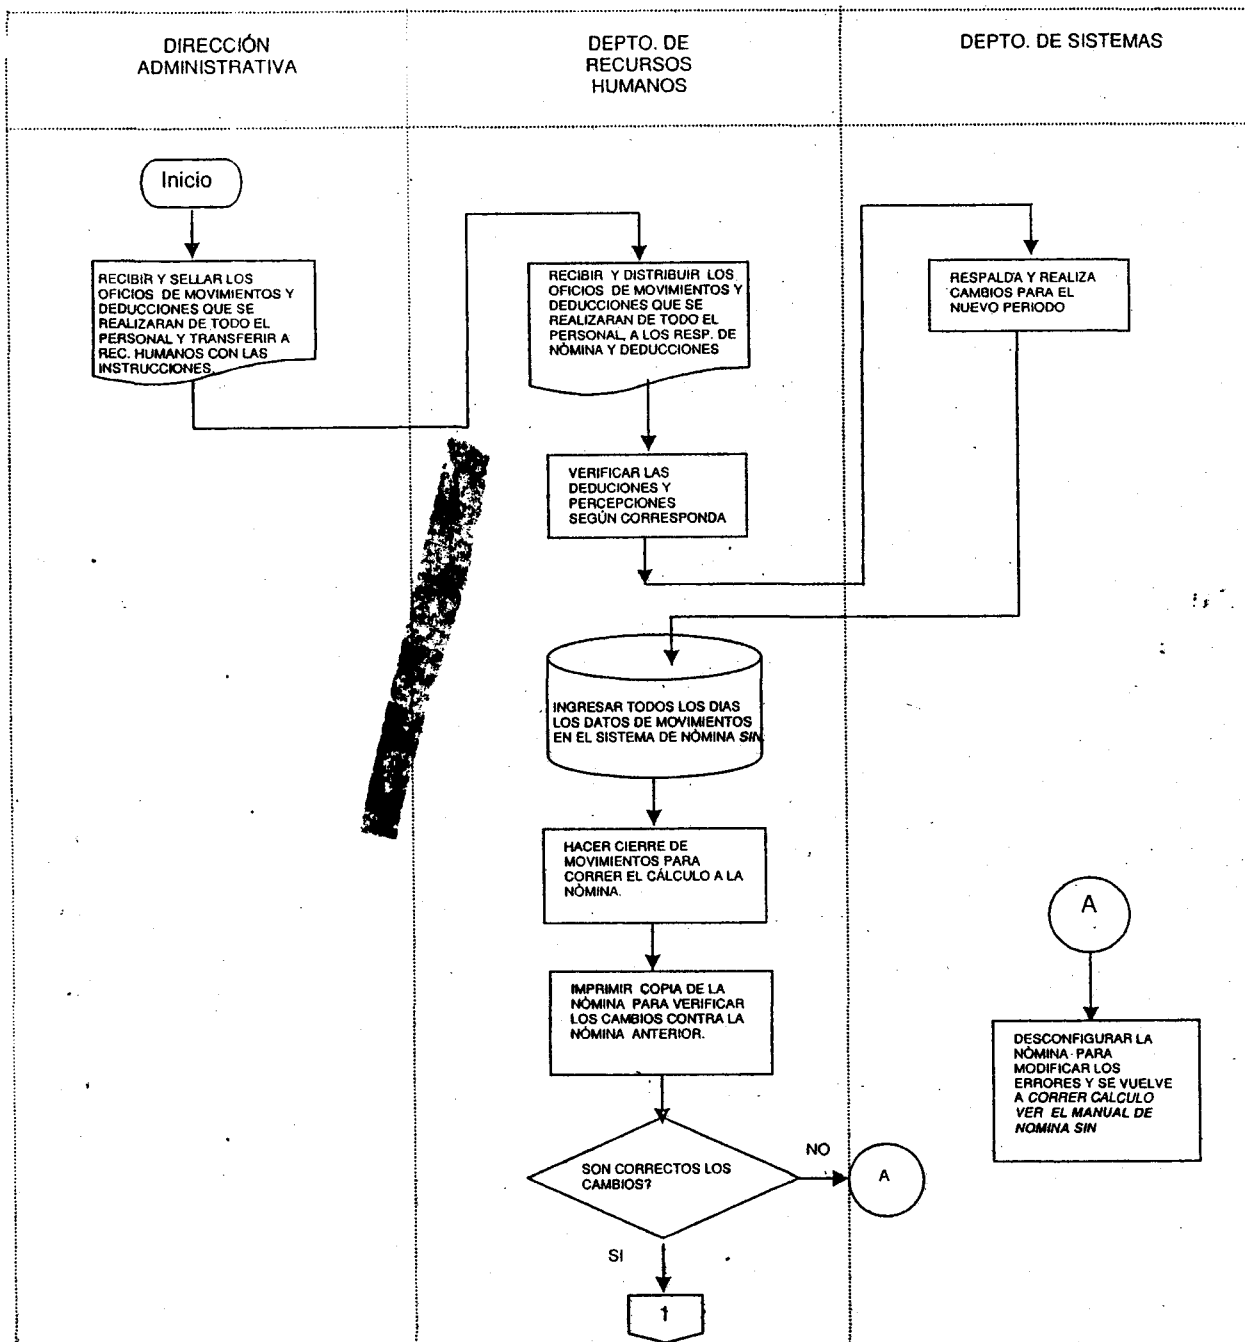 DIRECCIÓN
ADMINISTRATIVA
DEPTO. DE
RECURSOS
HUMANOS
DEPTO. DE SISTEMAS
Inicio
RECIBIR Y SELLAR LOS
OFICIOS DE MOVIMIENTOS Y
DEDUCCIONES QUE SE
REALIZARAN DE TODO EL
PERSONAL Y TRANSFERIR A
REC. HUMANOS CON LAS
INSTRUCCIONES.
RECIBIR Y DISTRIBUIR LOS
OFICIOS DE MOVIMIENTOS Y
DEDUCCIONES QUE SE
REALIZARAN DE TODO EL
PERSONAL, A LOS RESP. DE
NÒMINA Y DEDUCCIONES
RESPALDA Y REALIZA
CAMBIOS PARA EL
NUEVO PERIODO
VERIFICAR LAS
DEDUCIONES Y
PERCEPCIONES
SEGÚN CORRESPONDA
INGRESAR TODOS LOS DIAS
LOS DATOS DE MOVIMIENTOS
EN EL SISTEMA DE NÒMINA SIN.
HACER CIERRE DE
MOVIMIENTOS PARA
CORRER EL CÁLCULO A LA
NÒMINA.
IMPRIMIR COPIA DE LA
NÒMINA PARA VERIFICAR
LOS CAMBIOS CONTRA LA
NÒMINA ANTERIOR.
A
DESCONFIGURAR LA
NÒMINA PARA
MODIFICAR LOS
ERRORES Y SE VUELVE
A CORRER CALCULO
VER EL MANUAL DE
NOMINA SIN
SON CORRECTOS LOS
CAMBIOS?
NO
A
SI
1